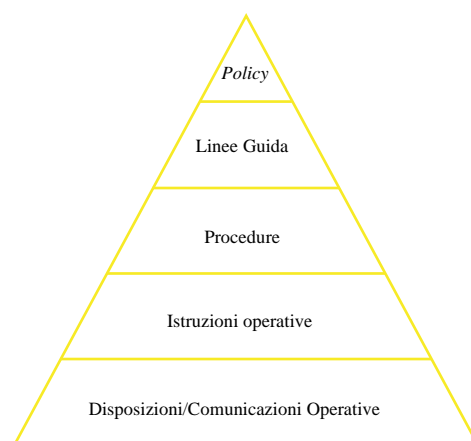 Policy
Linee Guida
Procedure
Istruzioni operative
Disposizioni/Comunicazioni Operative